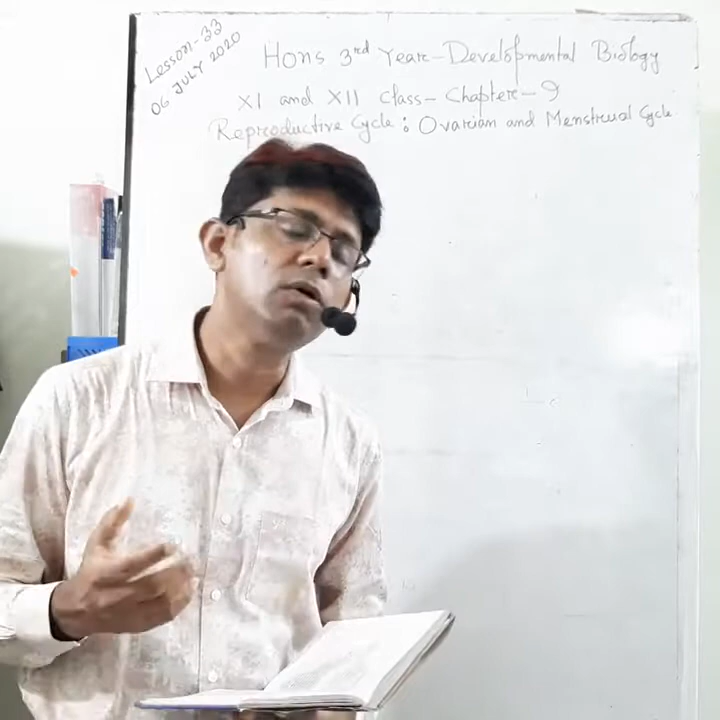 Lesson-33
06 JULY 2020
Hons 3rd Year-Developmental Biology
XI and XII Class- Chapter-9
Reproductive Cycle: Ovarian and Menstrual Cycle